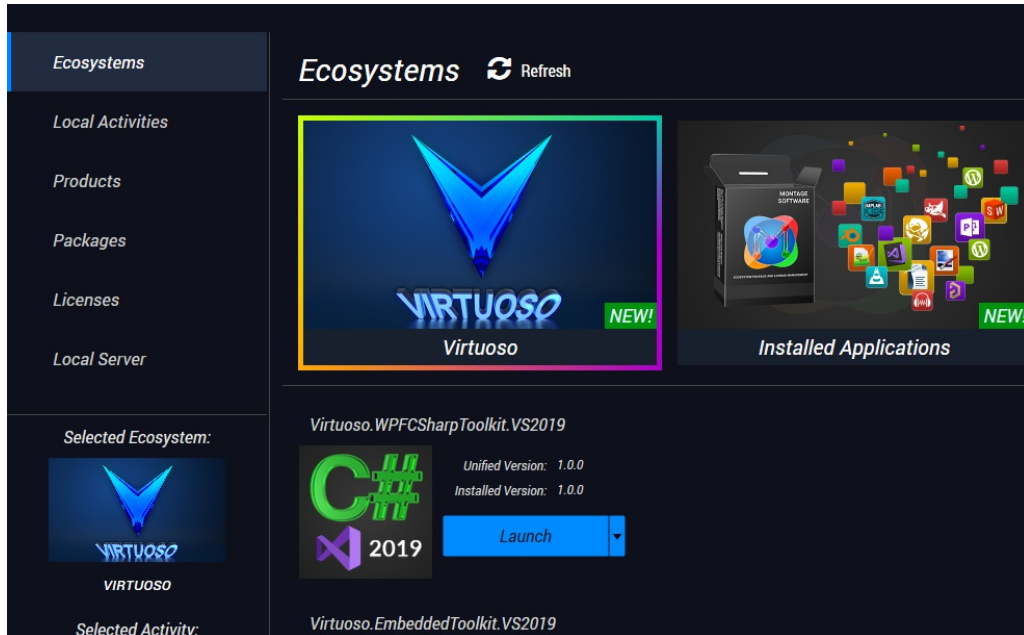 Ecosystems
Local Activities
Products
Packages
Licenses
Local Server
Selected Ecosystem:
VIRTUOSO
VIRTUOSO
Selected Activity:
Ecosystems Refresh
VIRTUOSO
NEW!
Virtuoso
MONTAGE
SOFTWARE
SW
NEW!
Installed Applications
Virtuoso.WPFCSharpToolkit.VS2019
C#
2019
Unified Version: 1.0.0
Installed Version: 1.0.0
Launch
Virtuoso.EmbeddedToolkit.VS2019